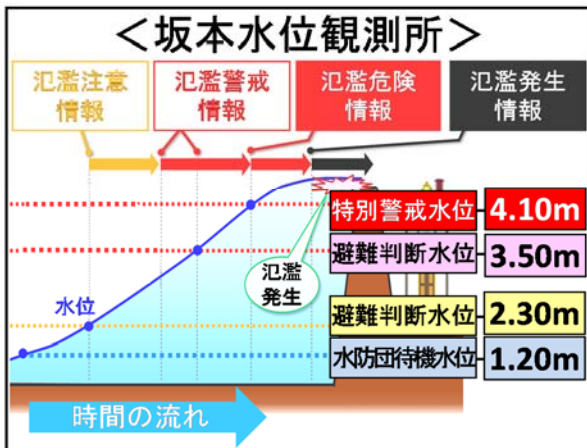 ＜坂本水位観測所＞
氾濫注意
情報
氾濫警戒
情報
氾濫危険
情報
氾濫発生
情報
特別警戒水位
4.10m
避難判断水位
3.50m
氾濫
発生
水位
避難判断水位
2.30m
水防団待機水位
1.20m
時間の流れ